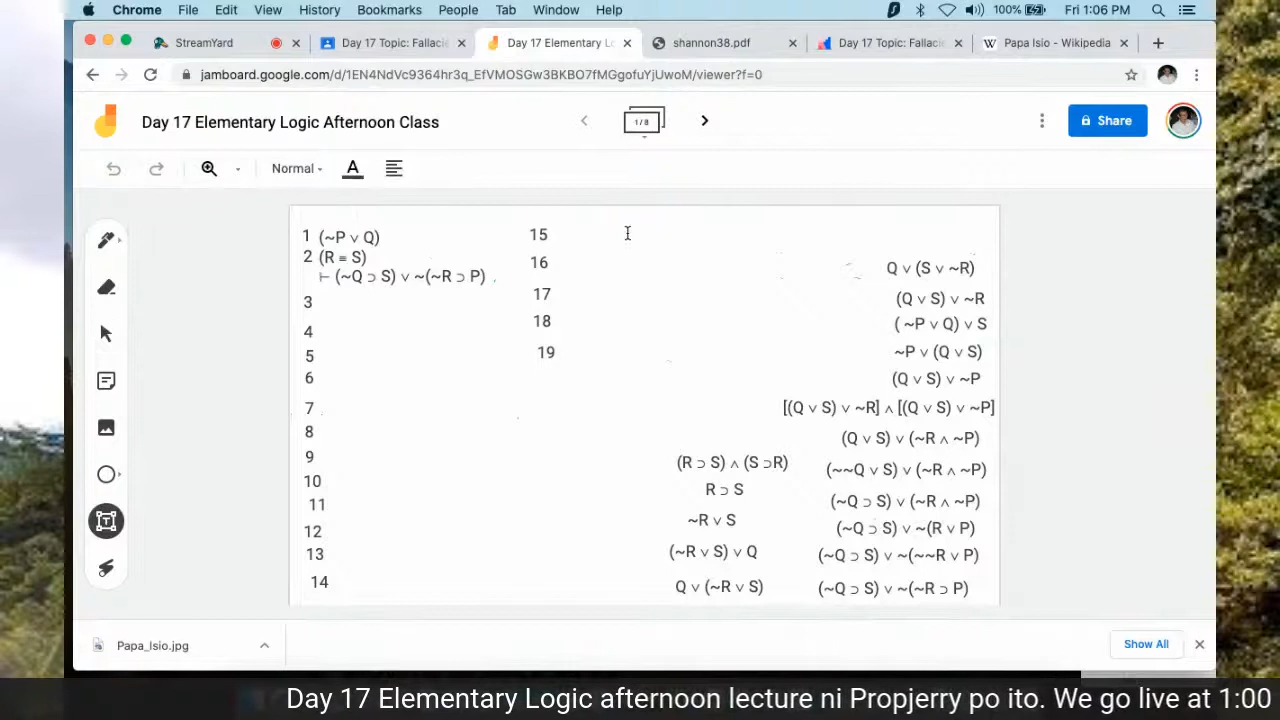 Chrome File Edit View History Bookmarks People Tab Window Help 100% Fri 1:06 PM
StreamYard Day 17 Topic: Fallacie Day 17 Elementary Lo shannon38.pdf Day 17 Topic: Fallacie Papa Isio - Wikipedia
jamboard.google.com/d/1EN4NdVc9364hr3q_EfVMOSGw3BKBO7fMGgofuYjUwoM/viewer?f=0
Day 17 Elementary Logic Afternoon Class 1 / 8 Share
Normal A
1 (~P ∨ Q)
2 (R ≡ S)
⊢ (~Q ⊃ S) ∨ ~(~R ⊃ P)
3
4
5
6
7
8
9
10
11
12
13
14
15
16
17
18
19
(R ⊃ S) ∧ (S ⊃R)
R ⊃ S
~R ∨ S
(~R ∨ S) ∨ Q
Q ∨ (~R ∨ S)
Q ∨ (S ∨ ~R)
(Q ∨ S) ∨ ~R
( ~P ∨ Q) ∨ S
~P ∨ (Q ∨ S)
(Q ∨ S) ∨ ~P
[(Q ∨ S) ∨ ~R] ∧ [(Q ∨ S) ∨ ~P]
(Q ∨ S) ∨ (~R ∧ ~P)
(~~Q ∨ S) ∨ (~R ∧ ~P)
(~Q ⊃ S) ∨ (~R ∧ ~P)
(~Q ⊃ S) ∨ ~(R ∨ P)
(~Q ⊃ S) ∨ ~(~~R ∨ P)
(~Q ⊃ S) ∨ ~(~R ⊃ P)
Papa_Isio.jpg Show All
Day 17 Elementary Logic afternoon lecture ni Propjerry po ito. We go live at 1:00